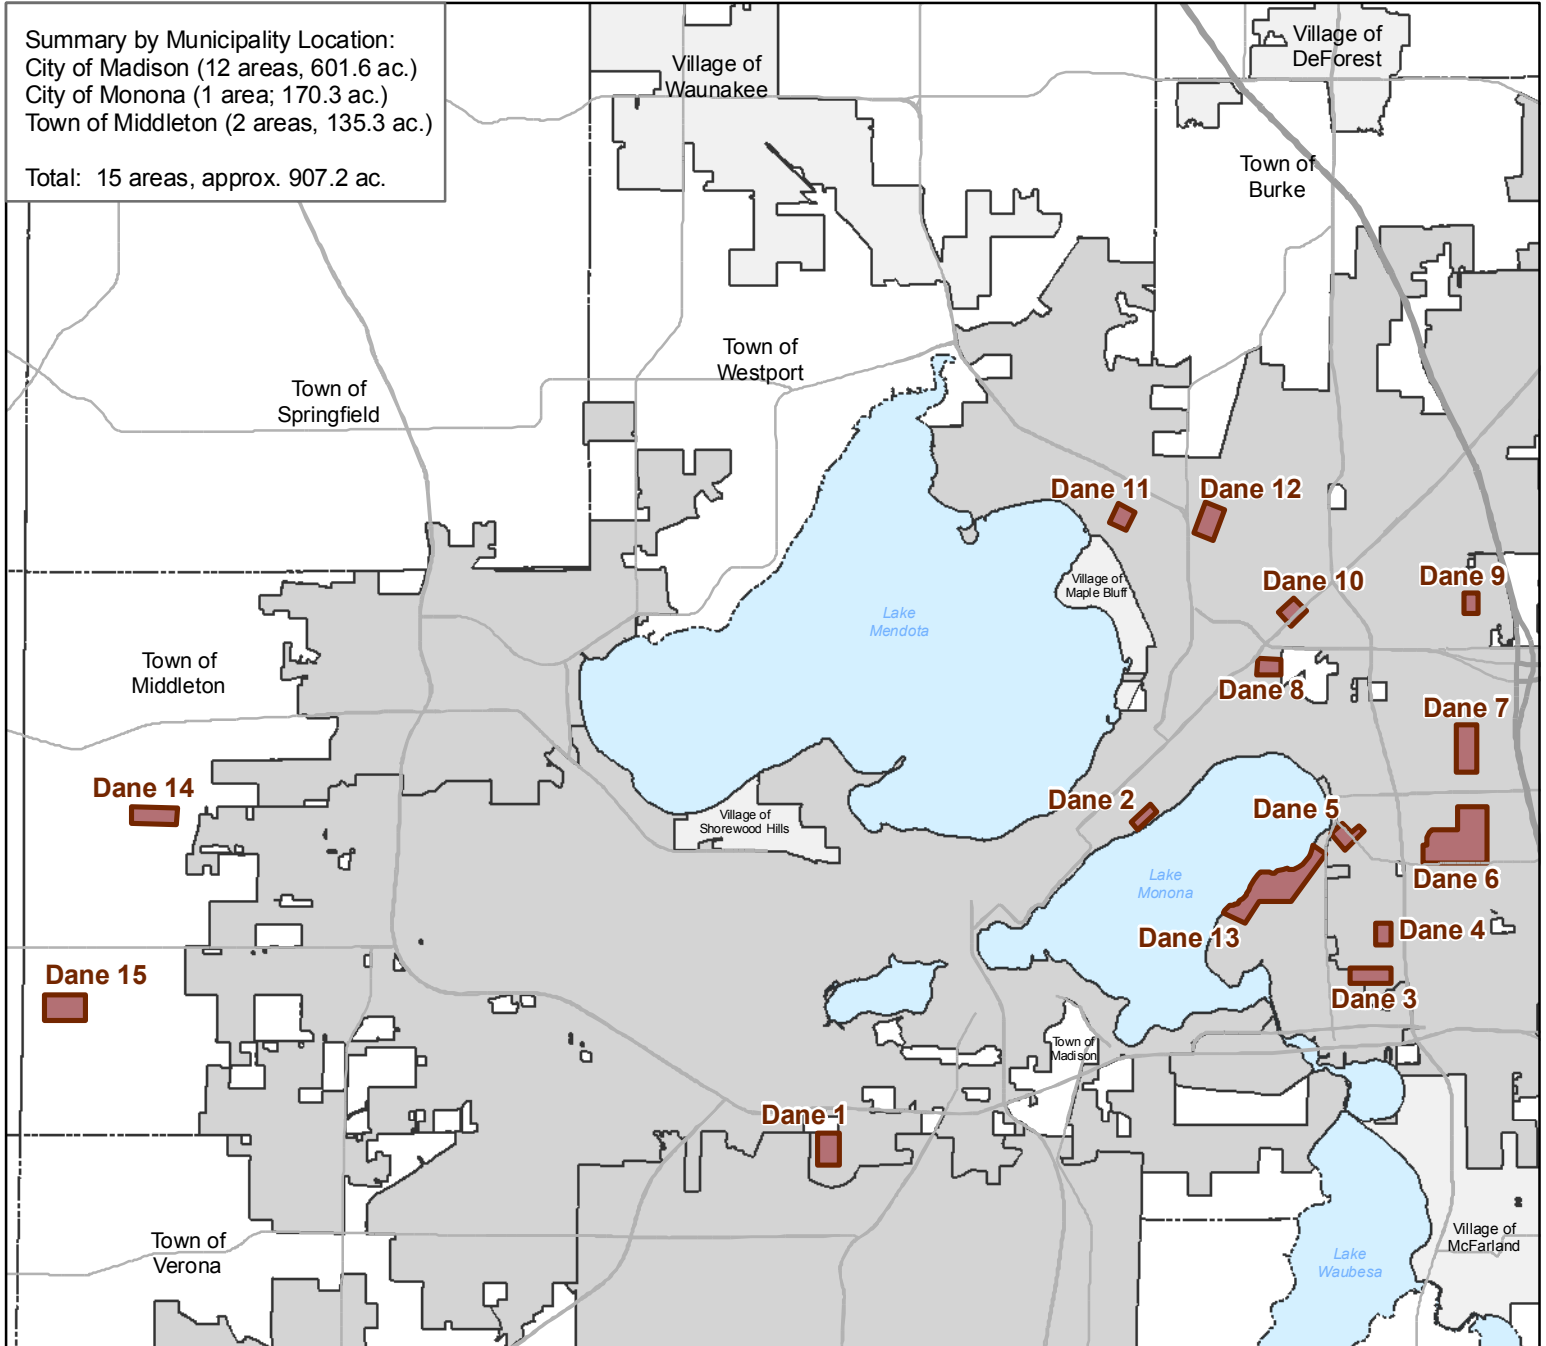 Summary by Municipality Location:
City of Madison (12 areas, 601.6 ac.)
City of Monona (1 area; 170.3 ac.)
Town of Middleton (2 areas, 135.3 ac.)
Total: 15 areas, approx. 907.2 ac.
Village of
Waunakee
Village of
DeForest
Town of
Burke
Town of
Westport
Town of
Springfield
Dane 11
Dane 12
Dane 10
Dane 9
Village of
Maple Bluff
Lake
Mendota
Town of
Middleton
Dane 8
Dane 7
Dane 14
Dane 2
Dane 5
Village of
Shorewood Hills
Lake
Monona
Dane 6
Dane 13
Dane 4
Dane 15
Dane 3
Town of
Madison
Dane 1
Town of
Verona
Village of
McFarland
Lake
Waubesa